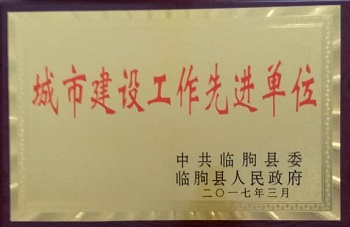 城市建设工作先进单位
中共临朐县委
临朐县人民政府
二〇一七年三月